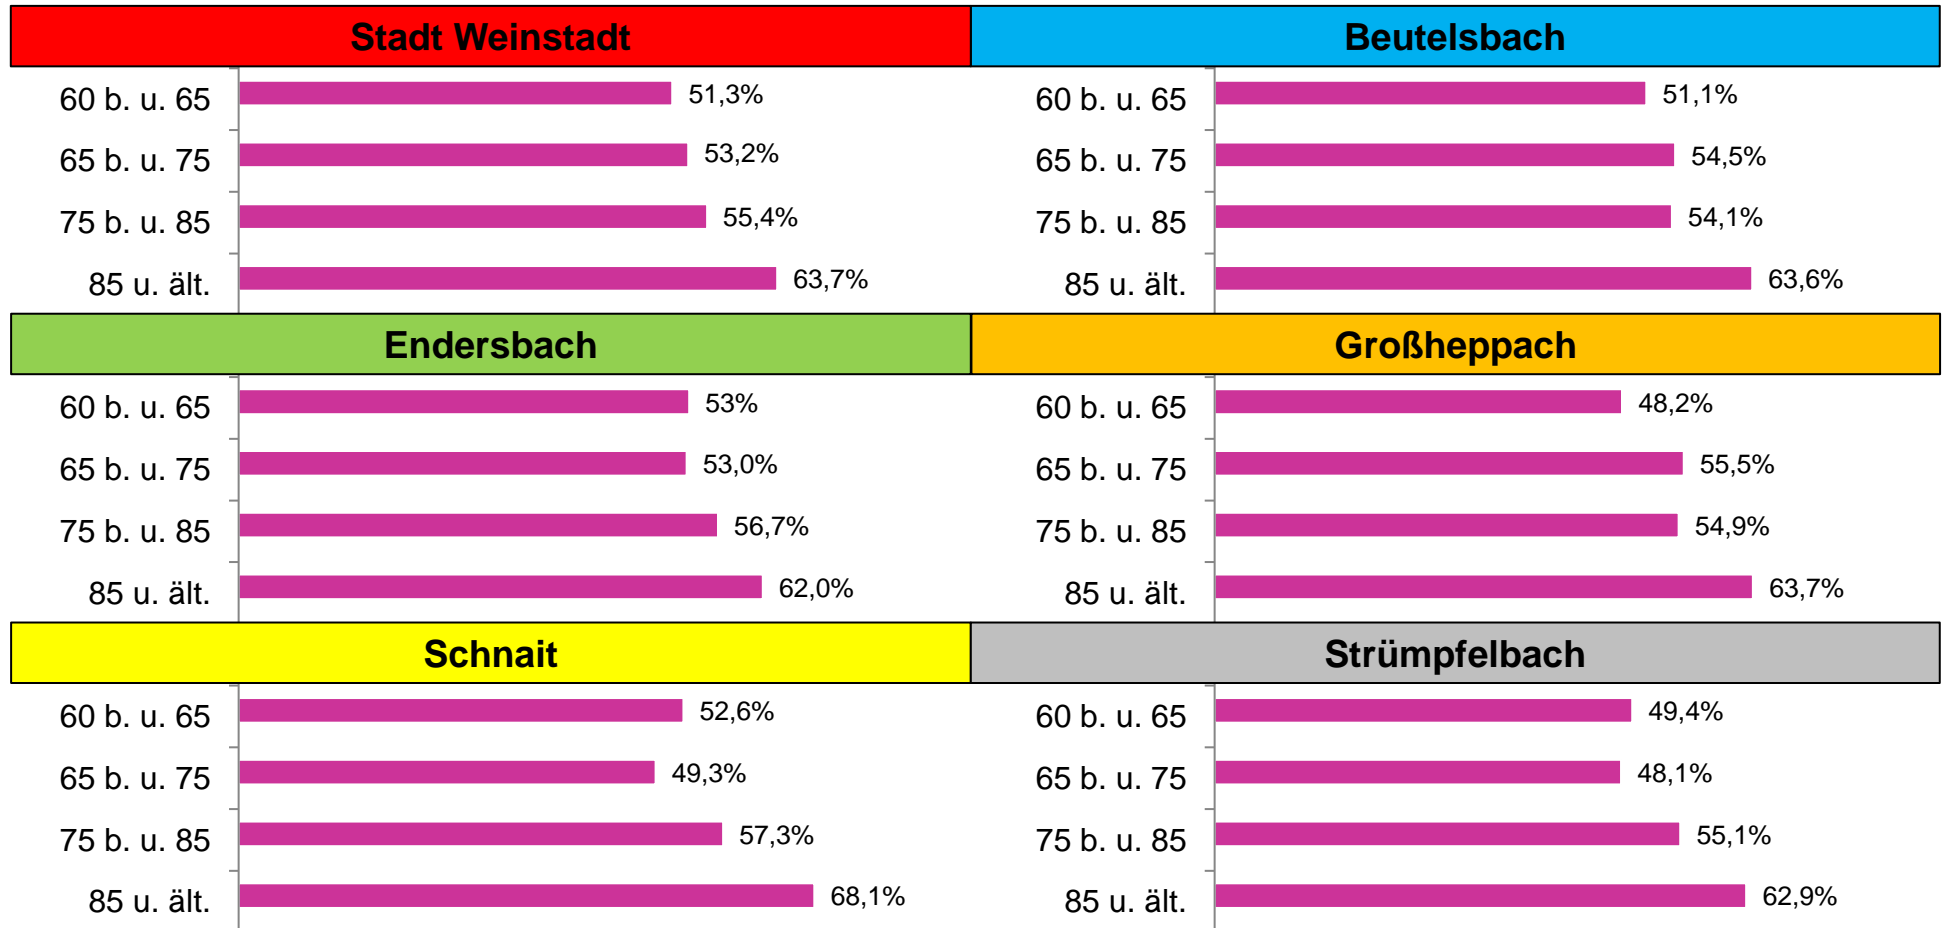 Stadt Weinstadt
60 b. u. 65 51,3%
65 b. u. 75 53,2%
75 b. u. 85 55,4%
85 u. ält. 63,7%
Beutelsbach
60 b. u. 65 51,1%
65 b. u. 75 54,5%
75 b. u. 85 54,1%
85 u. ält. 63,6%
Endersbach
60 b. u. 65 53%
65 b. u. 75 53,0%
75 b. u. 85 56,7%
85 u. ält. 62,0%
Großheppach
60 b. u. 65 48,2%
65 b. u. 75 55,5%
75 b. u. 85 54,9%
85 u. ält. 63,7%
Schnait
60 b. u. 65 52,6%
65 b. u. 75 49,3%
75 b. u. 85 57,3%
85 u. ält. 68,1%
Strümpfelbach
60 b. u. 65 49,4%
65 b. u. 75 48,1%
75 b. u. 85 55,1%
85 u. ält. 62,9%